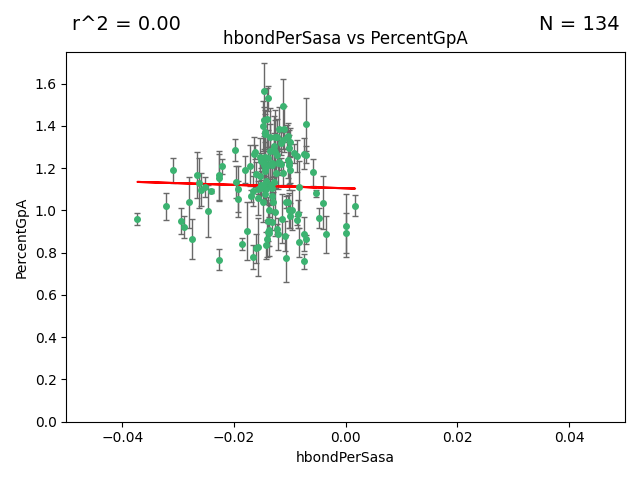 r^2 = 0.00
N = 134
hbondPerSasa vs PercentGpA
PercentGpA
1.6
1.4
1.2
1.0
0.8
0.6
0.4
0.2
0.0
−0.04
−0.02
0.00
0.02
0.04
hbondPerSasa